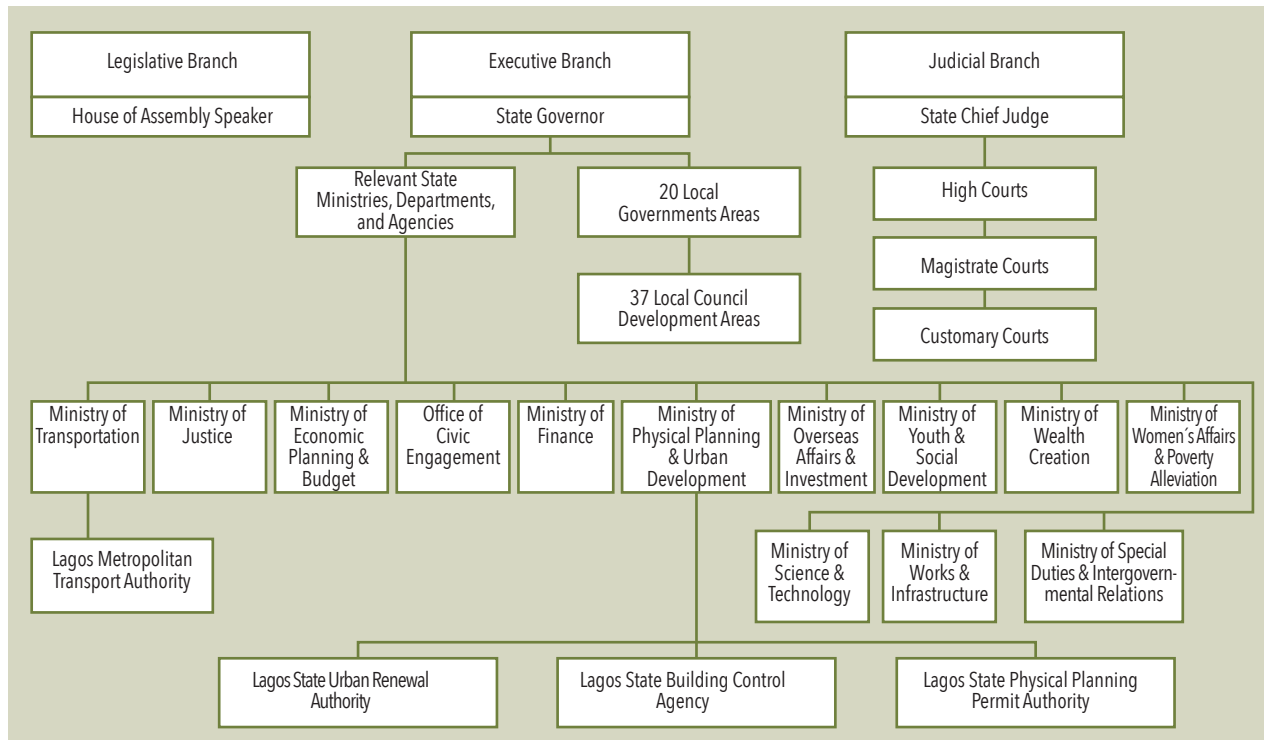 Legislative Branch
House of Assembly Speaker
Executive Branch
State Governor
Judicial Branch
State Chief Judge
Relevant State
Ministries, Departments,
and Agencies
20 Local
Governments Areas
37 Local Council
Development Areas
High Courts
Magistrate Courts
Customary Courts
Ministry of
Transportation
Ministry of
Justice
Ministry of
Economic
Planning &
Budget
Office of
Civic
Engagement
Ministry of
Finance
Ministry of
Physical Planning
& Urban
Development
Ministry of
Overseas
Affairs &
Investment
Ministry of
Youth &
Social
Development
Ministry of
Wealth
Creation
Ministry of
Women´s Affairs
& Poverty
Alleviation
Lagos Metropolitan
Transport Authority
Ministry of
Science &
Technology
Ministry of
Works &
Infrastructure
Ministry of Special
Duties & Intergovern-
mental Relations
Lagos State Urban Renewal
Authority
Lagos State Building Control
Agency
Lagos State Physical Planning
Permit Authority